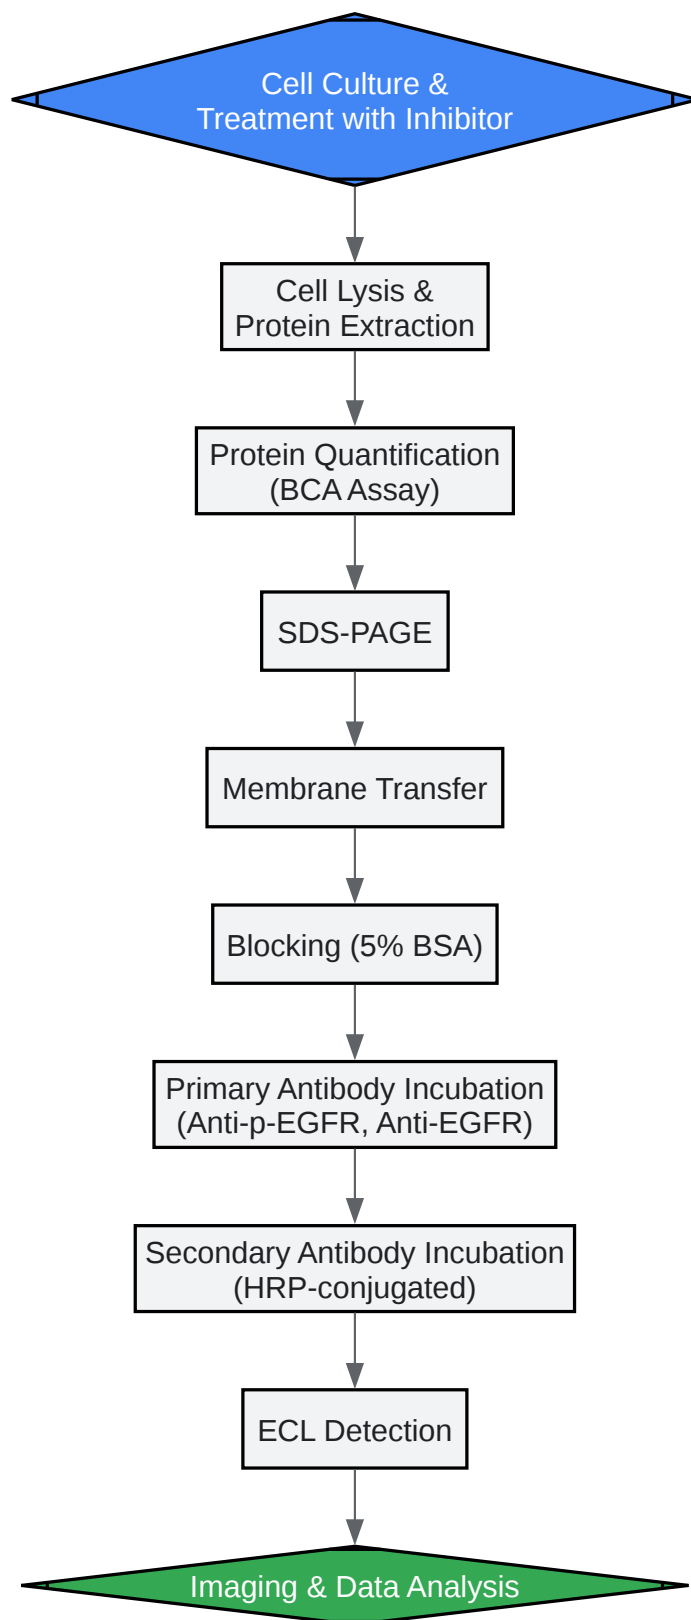 Cell Culture &
Treatment with Inhibitor
Cell Lysis &
Protein Extraction
Protein Quantification
(BCA Assay)
SDS-PAGE
Membrane Transfer
Blocking (5% BSA)
Primary Antibody Incubation
(Anti-p-EGFR, Anti-EGFR)
Secondary Antibody Incubation
(HRP-conjugated)
ECL Detection
Imaging & Data Analysis